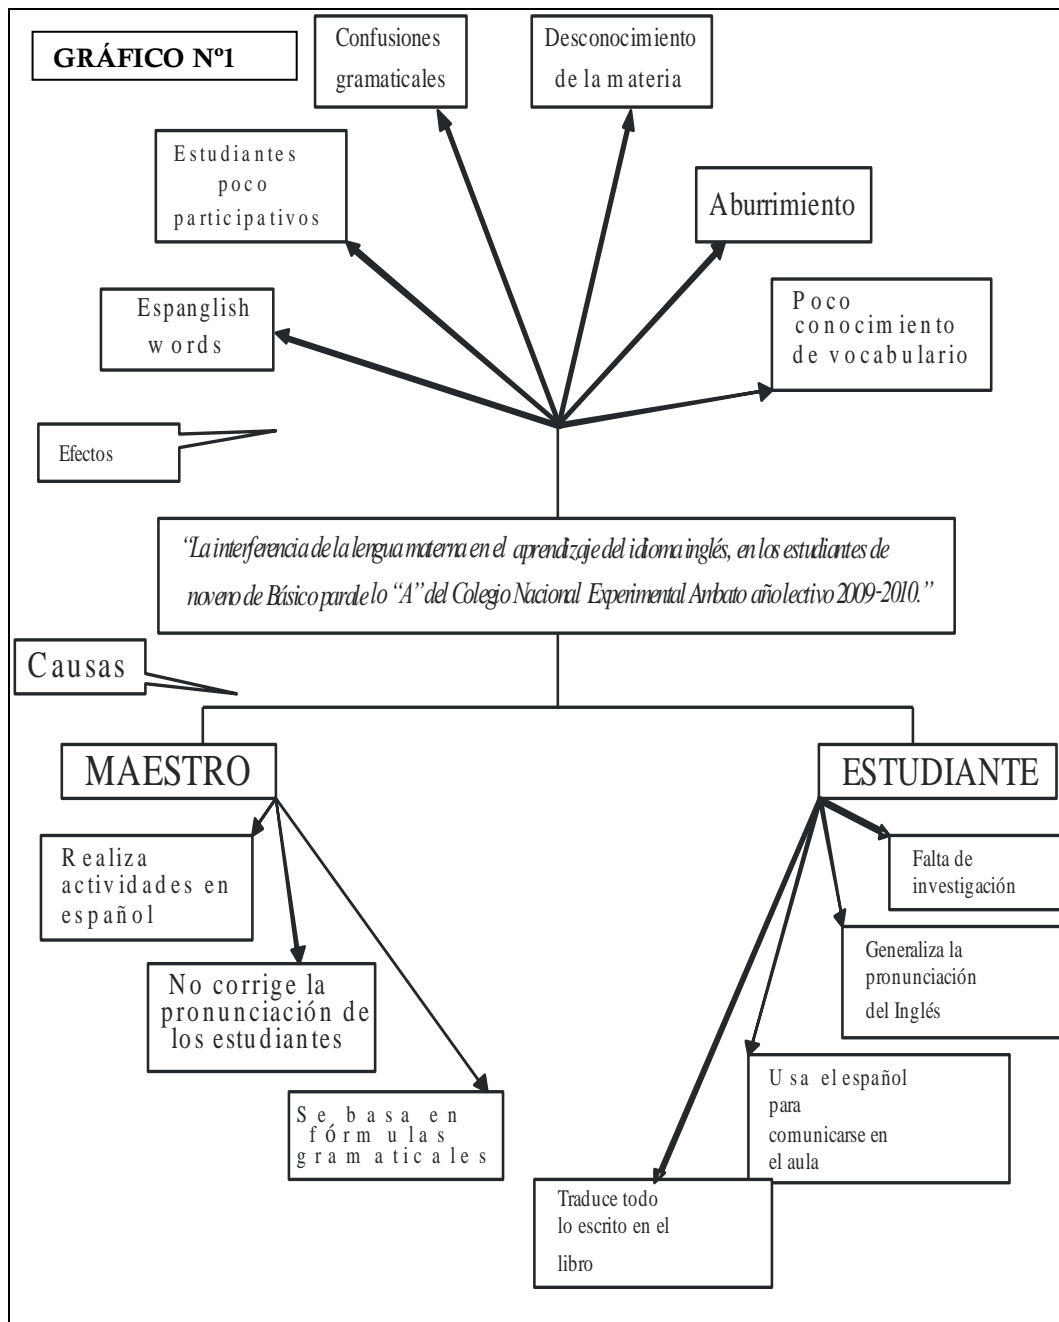 GRÁFICO Nº1
Confusiones
gramaticales
Desconocimiento
de la materia
Estudiantes
poco
participativos
Aburrimiento
Espanglish
words
Poco
conocimiento
de vocabulario
Efectos
“La interferencia de la lengua materna en el aprendizaje del idioma inglés, en los estudiantes de
noveno de Básico paralelo “A” del Colegio Nacional Experimental Ambato año lectivo 2009-2010.”
Causas
MAESTRO
ESTUDIANTE
Realiza
actividades en
español
Falta de
investigación
No corrige la
pronunciación de
los estudiantes
Generaliza la
pronunciación
del Inglés
Se basa en
fórmulas
gramaticales
Usa el español
para
comunicarse en
el aula
Traduce todo
lo escrito en el
libro